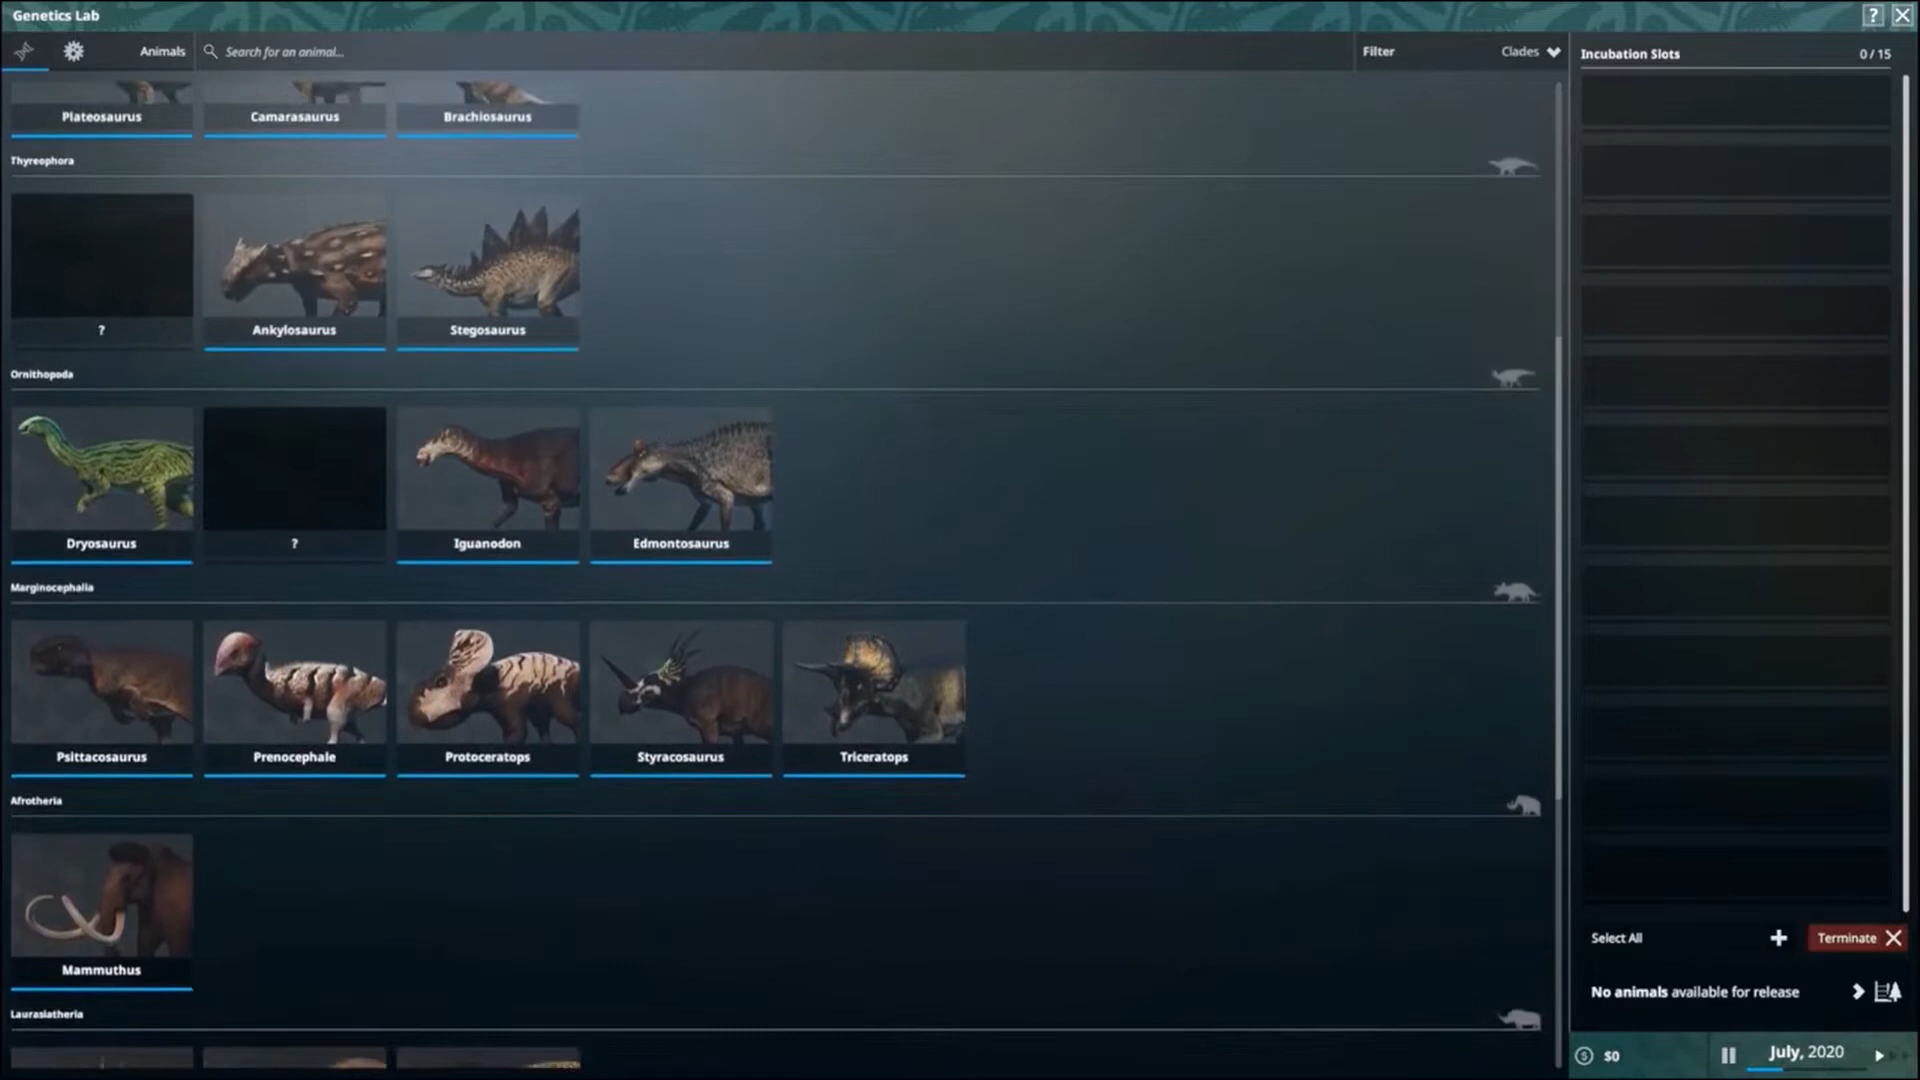 Genetics Lab
?
Animals
Search for an animal...
Filter
Clades
Incubation Slots
0 / 15
Plateosaurus
Camarasaurus
Brachiosaurus
Thyreophora
?
Ankylosaurus
Stegosaurus
Ornithopoda
Dryosaurus
?
Iguanodon
Edmontosaurus
Marginocephalia
Psittacosaurus
Prenocephale
Protoceratops
Styracosaurus
Triceratops
Afrotheria
Mammuthus
Laurasiatheria
Select All
Terminate
No animals available for release
$0
July, 2020